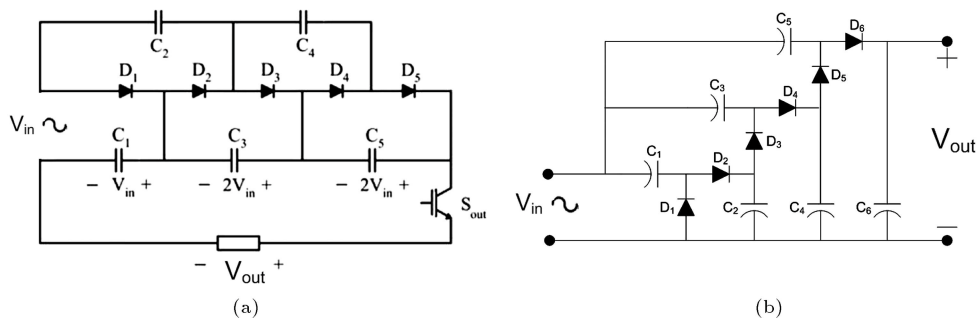 C2 C4
D1 D2 D3 D4 D5
Vin ~
C1 C3 C5
− Vin + − 2Vin + − 2Vin +
Sout
− Vout +
(a)
C5 D6
+
D5
C3 D4
D3
Vout
C1 D2
Vin ~
D1 C2 C4 C6
−
(b)